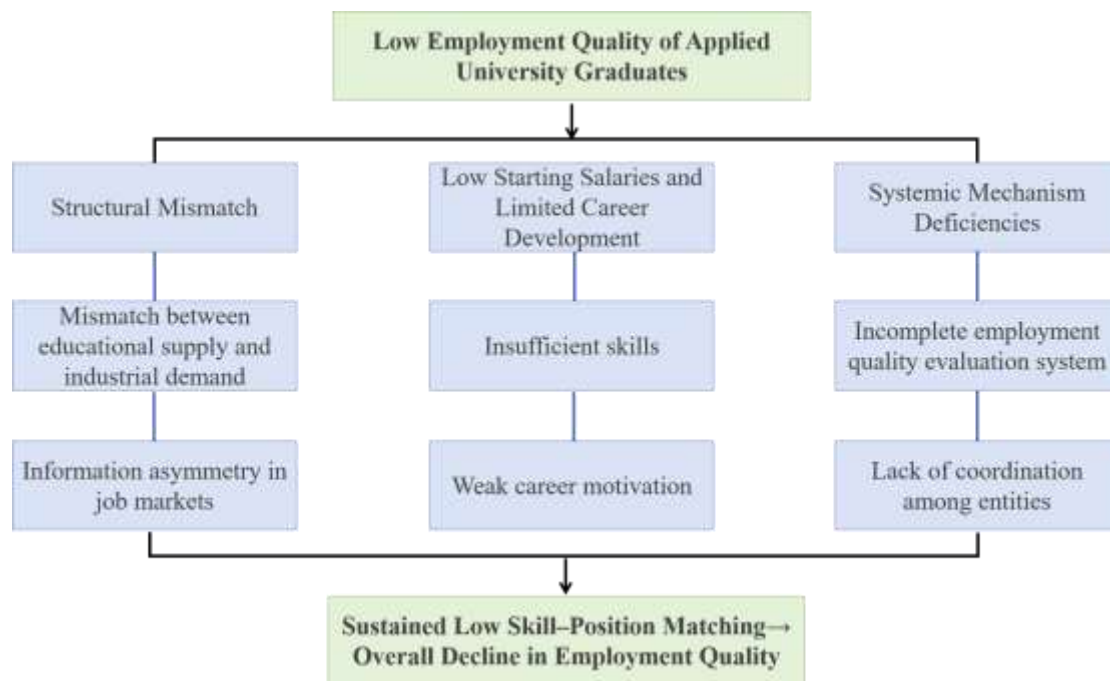 Low Employment Quality of Applied
University Graduates
Structural Mismatch
Low Starting Salaries and
Limited Career
Development
Systemic Mechanism
Deficiencies
Mismatch between
educational supply and
industrial demand
Insufficient skills
Incomplete employment
quality evaluation system
Information asymmetry in
job markets
Weak career motivation
Lack of coordination
among entities
Sustained Low Skill–Position Matching→
Overall Decline in Employment Quality